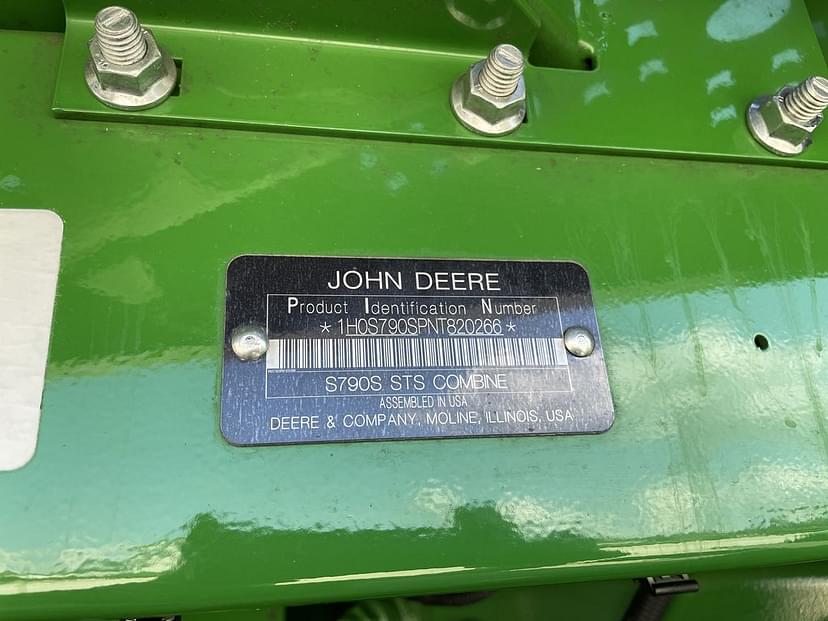 JOHN DEERE
Product Identification Number
* 1H0S790SPNT820266 *
S790S STS COMBINE
ASSEMBLED IN USA
DEERE & COMPANY, MOLINE, ILLINOIS, USA